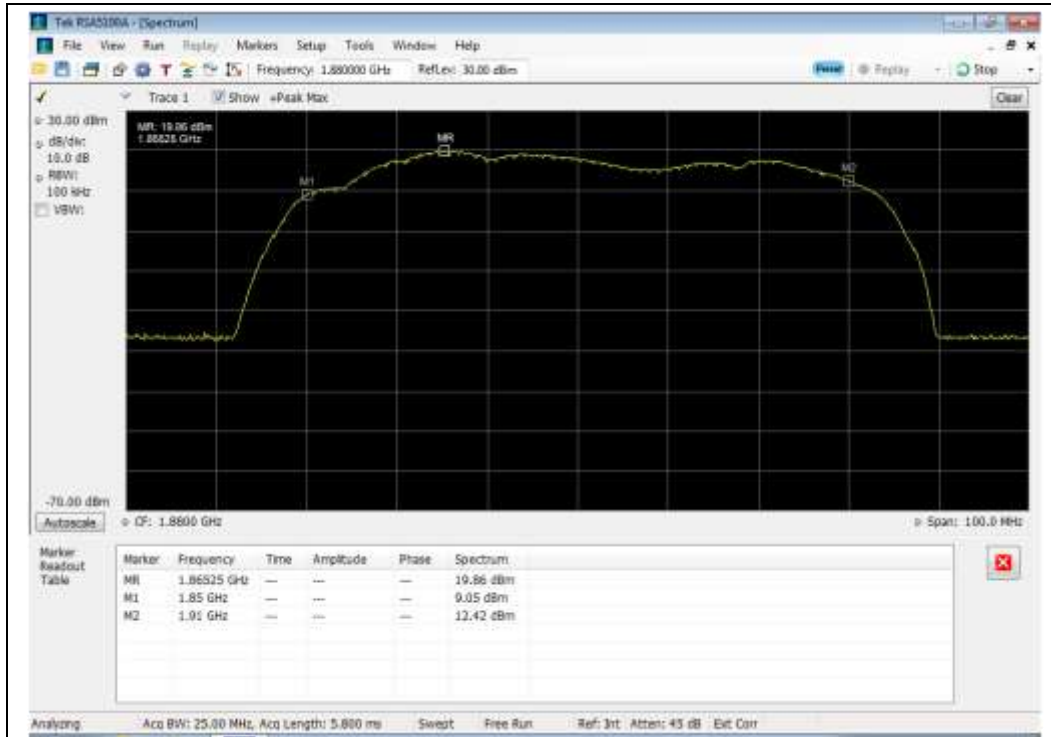 Tek RSA5100A - [Spectrum]
File View Run Replay Markers Setup Tools Window Help
Frequency: 1.880000 GHz RefLev: 30.00 dBm Preset Replay Stop
Trace 1 Show +Peak Max Clear
30.00 dBm
dB/div:
10.0 dB
RBW:
100 kHz
VBW:
MR: 19.86 dBm
1.86525 GHz
MR
M1
M2
-70.00 dBm
Autoscale CF: 1.8800 GHz Span: 100.0 MHz
Marker Readout Table
Marker Frequency Time Amplitude Phase Spectrum
MR 1.86525 GHz --- --- --- 19.86 dBm
M1 1.85 GHz --- --- --- 9.05 dBm
M2 1.91 GHz --- --- --- 12.42 dBm
Analyzing Acq BW: 25.00 MHz, Acq Length: 5.800 ms Swept Free Run Ref: Int Atten: 45 dB Ext Corr